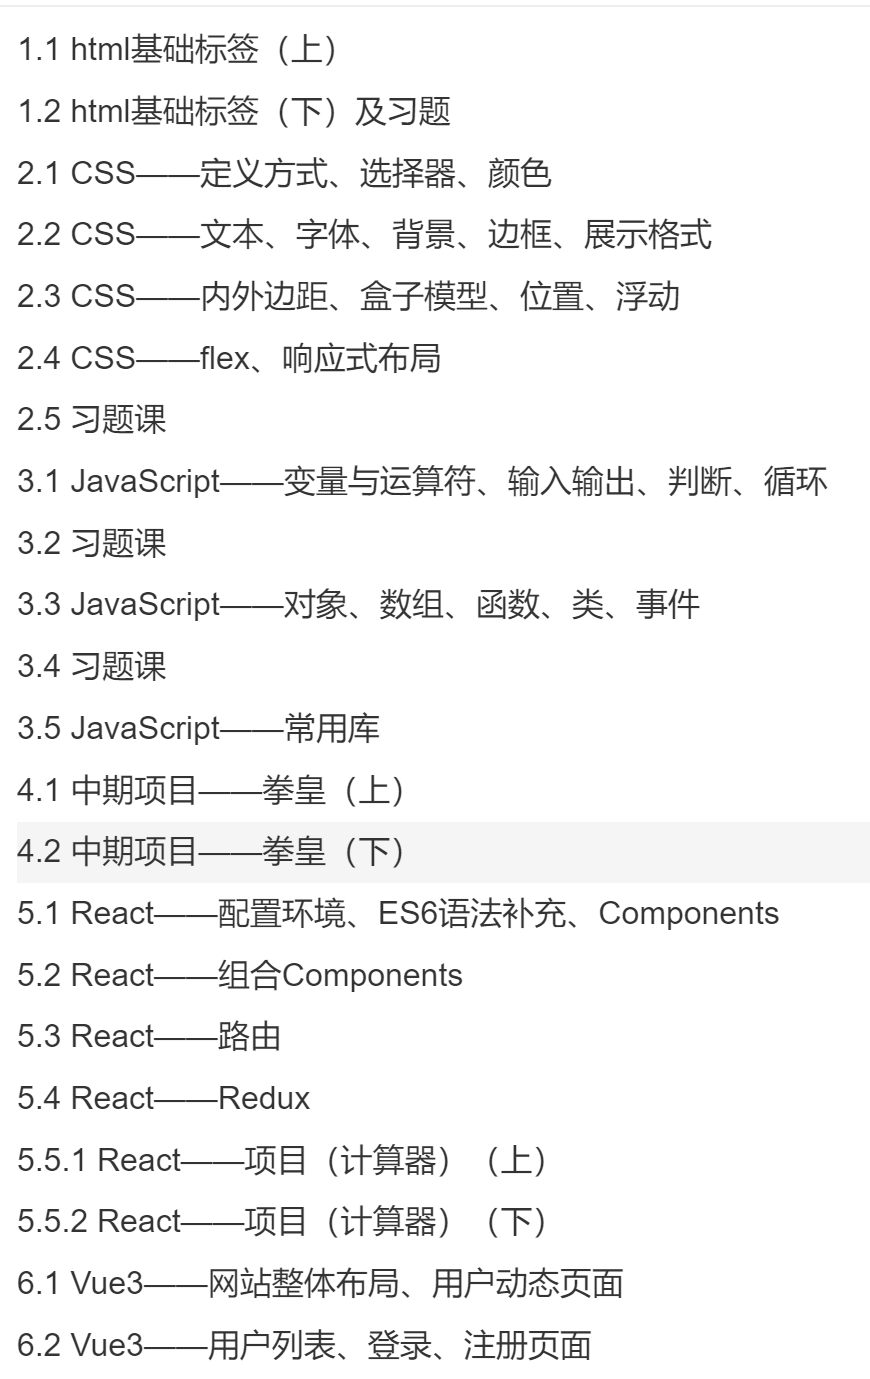 1.1 html基础标签（上）
1.2 html基础标签（下）及习题
2.1 CSS——定义方式、选择器、颜色
2.2 CSS——文本、字体、背景、边框、展示格式
2.3 CSS——内外边距、盒子模型、位置、浮动
2.4 CSS——flex、响应式布局
2.5 习题课
3.1 JavaScript——变量与运算符、输入输出、判断、循环
3.2 习题课
3.3 JavaScript——对象、数组、函数、类、事件
3.4 习题课
3.5 JavaScript——常用库
4.1 中期项目——拳皇（上）
4.2 中期项目——拳皇（下）
5.1 React——配置环境、ES6语法补充、Components
5.2 React——组合Components
5.3 React——路由
5.4 React——Redux
5.5.1 React——项目（计算器）（上）
5.5.2 React——项目（计算器）（下）
6.1 Vue3——网站整体布局、用户动态页面
6.2 Vue3——用户列表、登录、注册页面